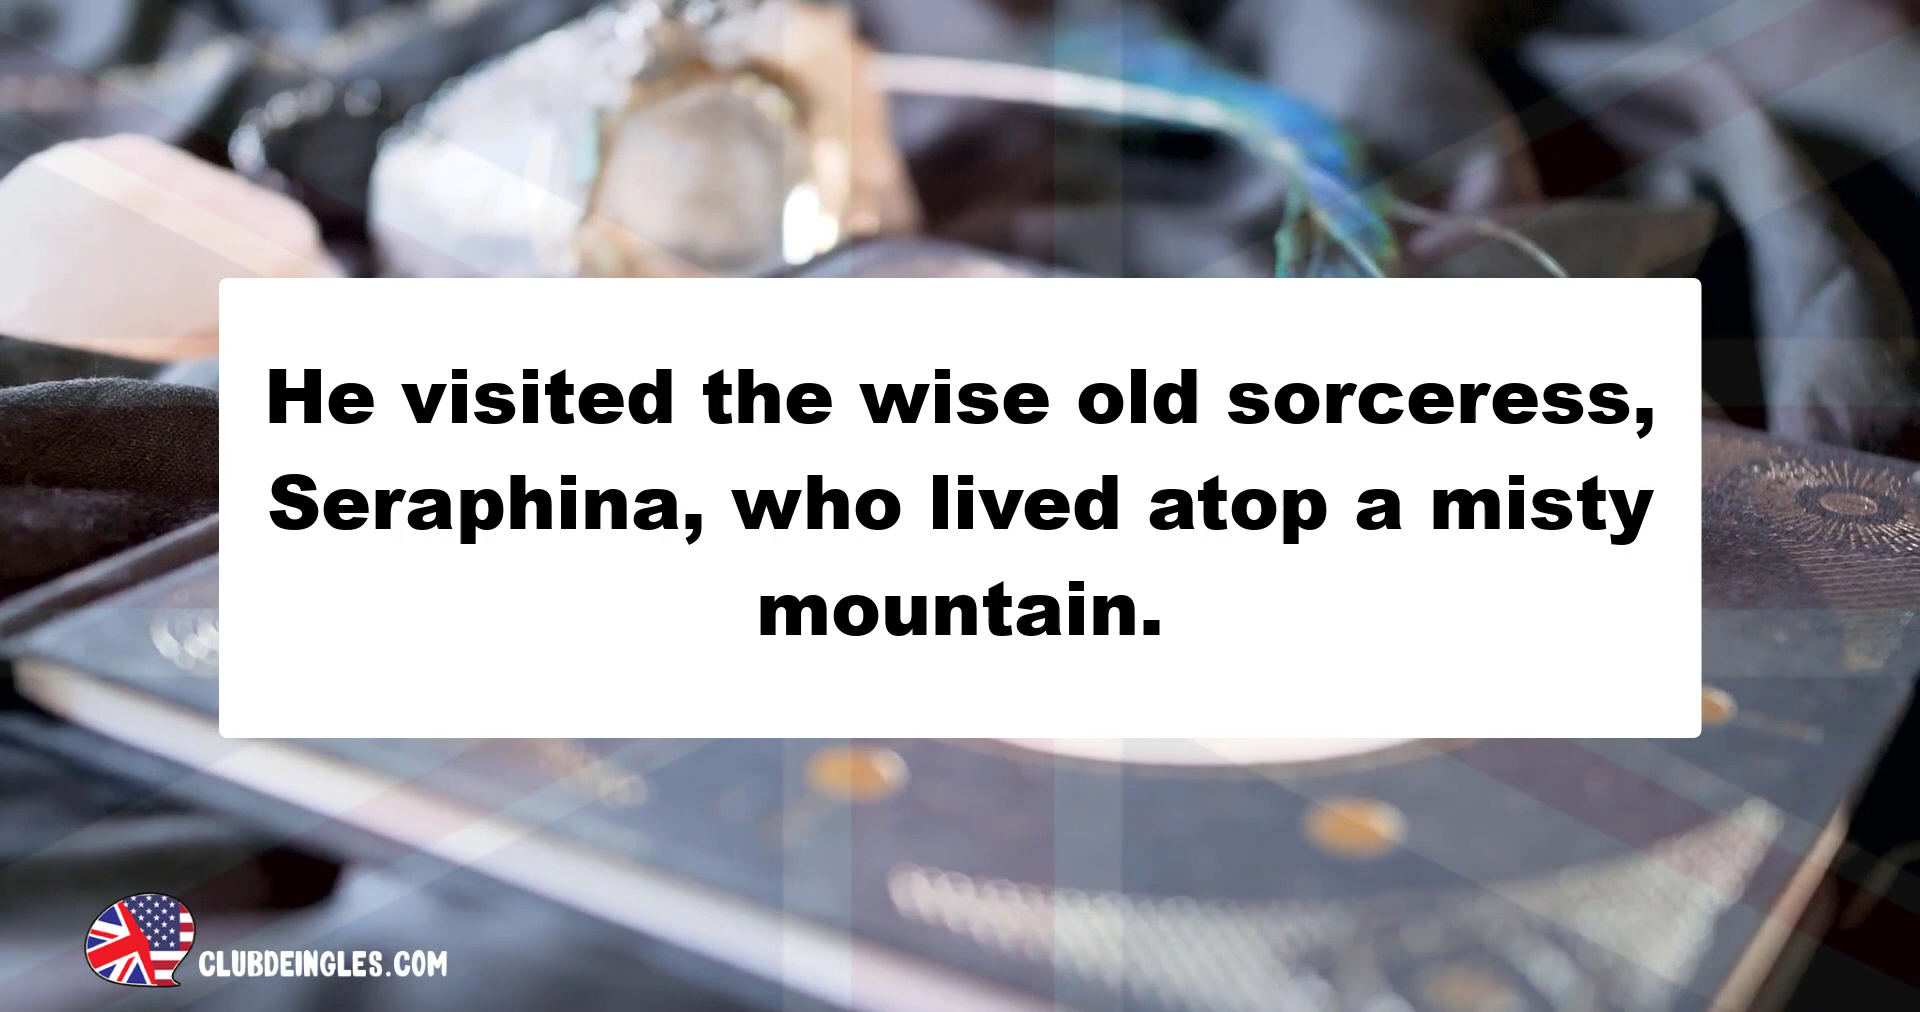 He visited the wise old sorceress,
Seraphina, who lived atop a misty
mountain.
CLUBDEINGLES.COM